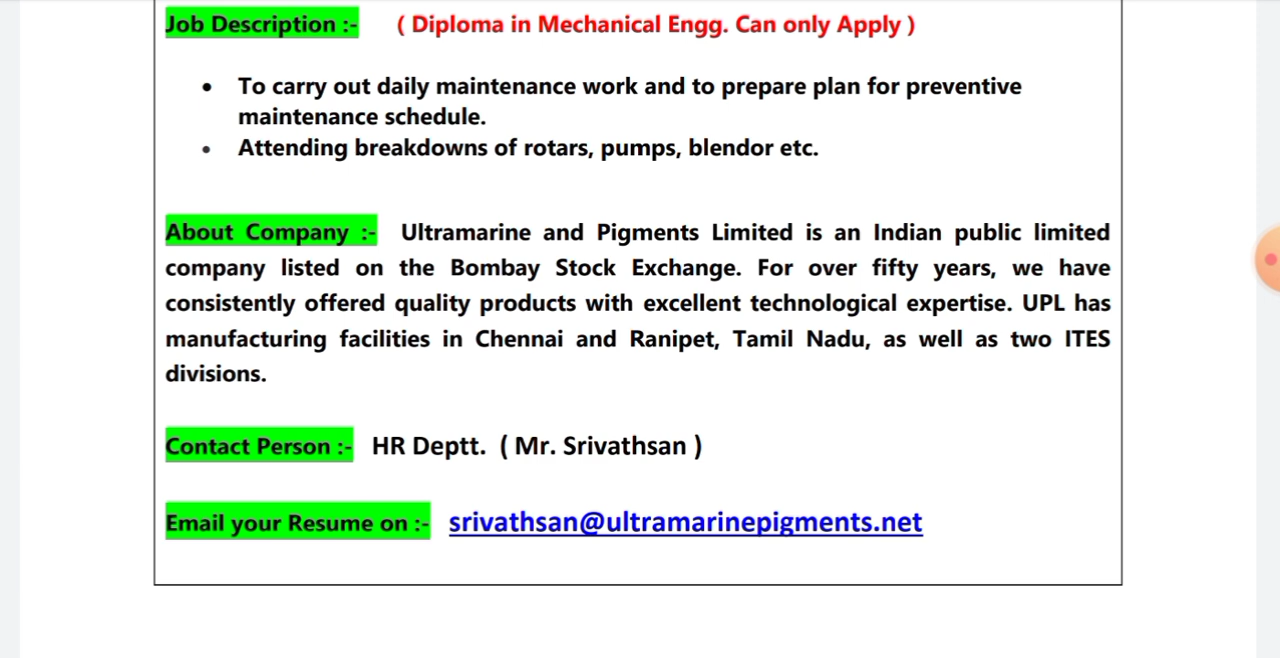 Job Description :- ( Diploma in Mechanical Engg. Can only Apply )
• To carry out daily maintenance work and to prepare plan for preventive
maintenance schedule.
• Attending breakdowns of rotars, pumps, blendor etc.
About Company :- Ultramarine and Pigments Limited is an Indian public limited
company listed on the Bombay Stock Exchange. For over fifty years, we have
consistently offered quality products with excellent technological expertise. UPL has
manufacturing facilities in Chennai and Ranipet, Tamil Nadu, as well as two ITES
divisions.
Contact Person :- HR Deptt. ( Mr. Srivathsan )
Email your Resume on :- srivathsan@ultramarinepigments.net